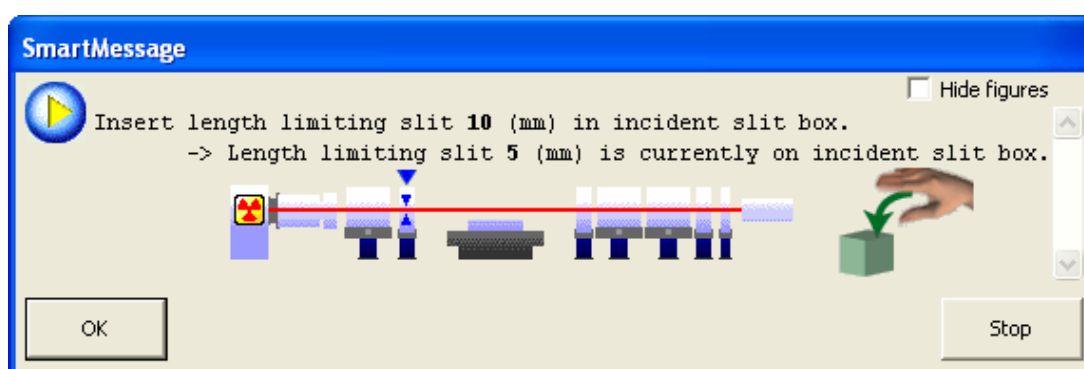 SmartMessage
Hide figures
Insert length limiting slit 10 (mm) in incident slit box.
-> Length limiting slit 5 (mm) is currently on incident slit box.
OK
Stop